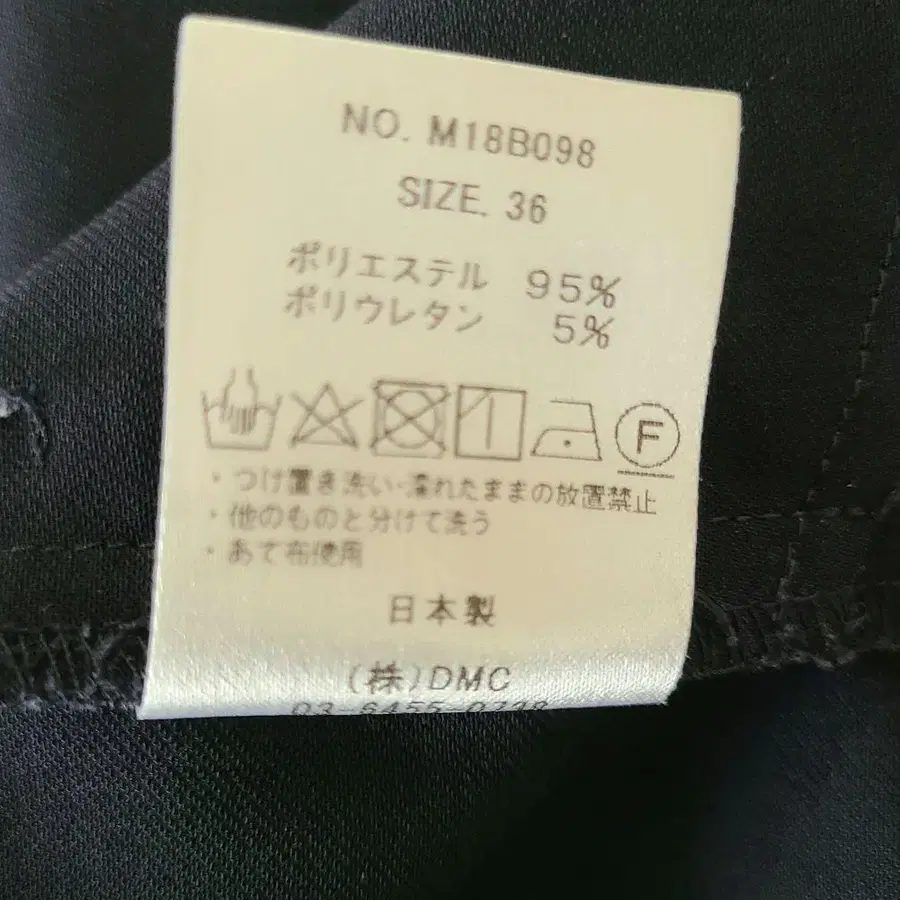 NO. M18B098
SIZE. 36
ポリエステル 95%
ポリウレタン 5%
F
・つけ置き洗い・濡れたままの放置禁止
・他のものと分けて洗う
・あて布使用
日本製
(株)DMC